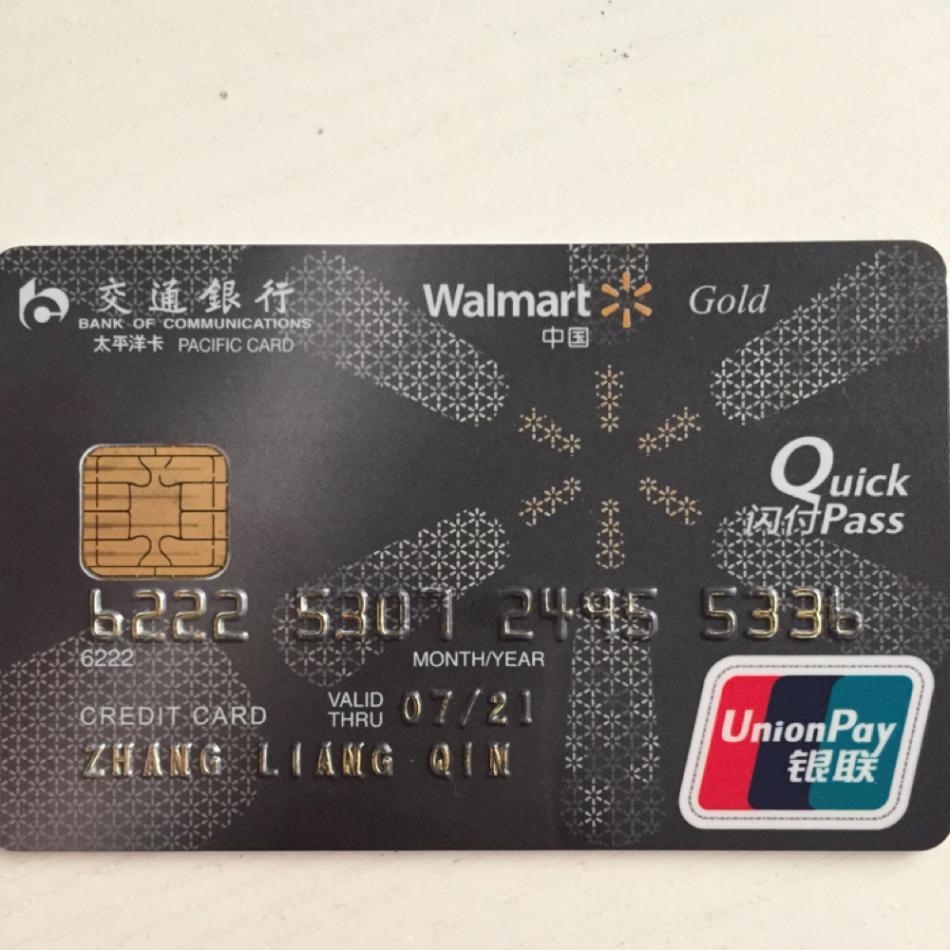 交通銀行
BANK OF COMMUNICATIONS
太平洋卡 PACIFIC CARD
Walmart
中国
Gold
Quick
闪付Pass
6222 5307 2495 5336
6222
MONTH/YEAR
CREDIT CARD
VALID THRU 07/21
ZHANG LIANG QIN
UnionPay
银联